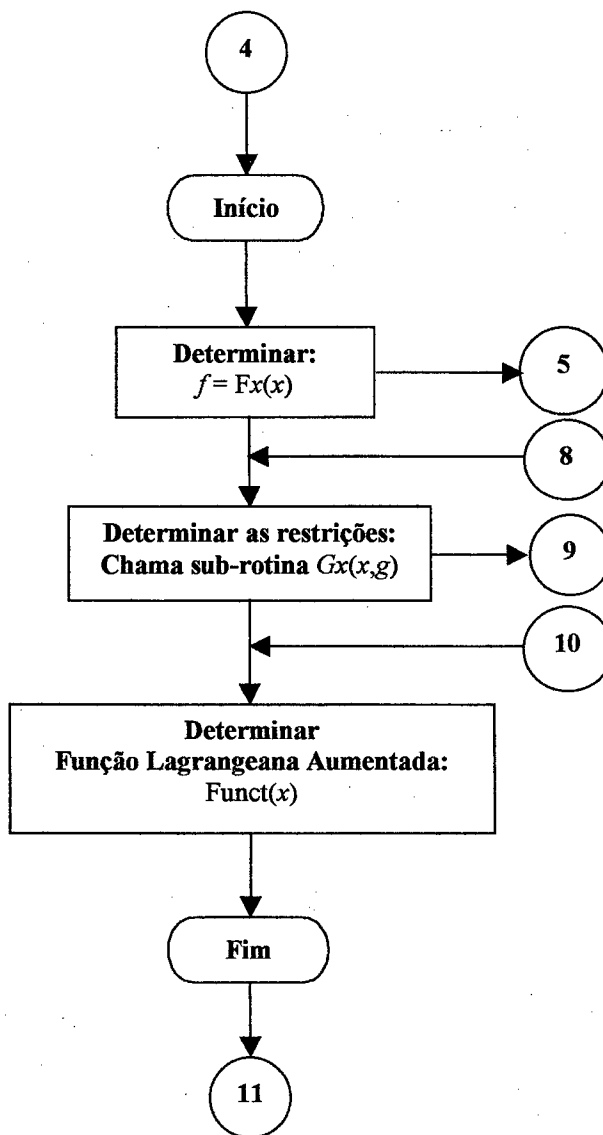 4
Início
Determinar:
f = Fx(x)
5
8
Determinar as restrições:
Chama sub-rotina Gx(x,g)
9
10
Determinar
Função Lagrangeana Aumentada:
Funct(x)
Fim
11